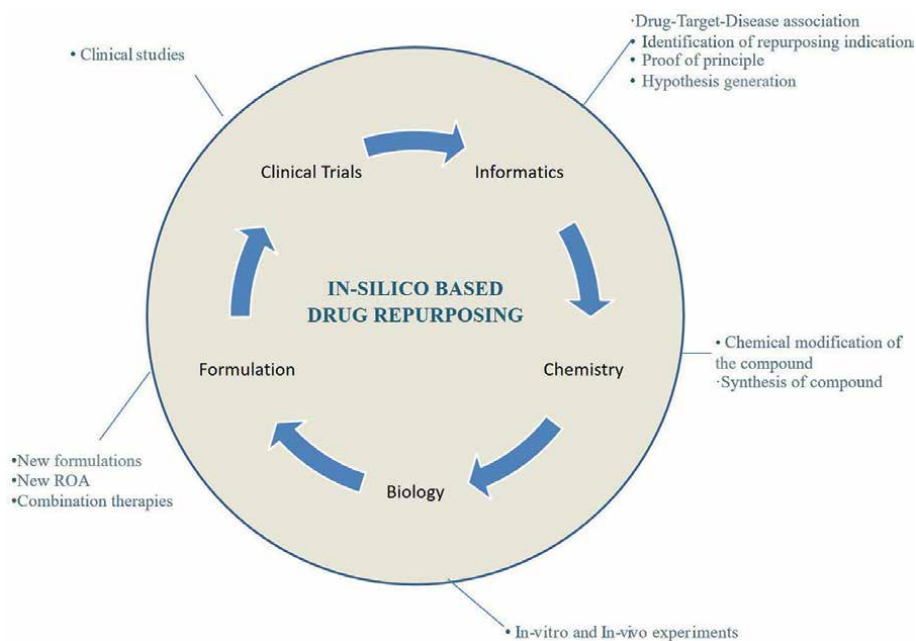 • Clinical studies
·Drug-Target-Disease association
• Identification of repurposing indications
• Proof of principle
• Hypothesis generation
Clinical Trials
Informatics
IN-SILICO BASED
DRUG REPURPOSING
Formulation
Chemistry
• Chemical modification of
the compound
·Synthesis of compound
Biology
•New formulations
•New ROA
•Combination therapies
• In-vitro and In-vivo experiments